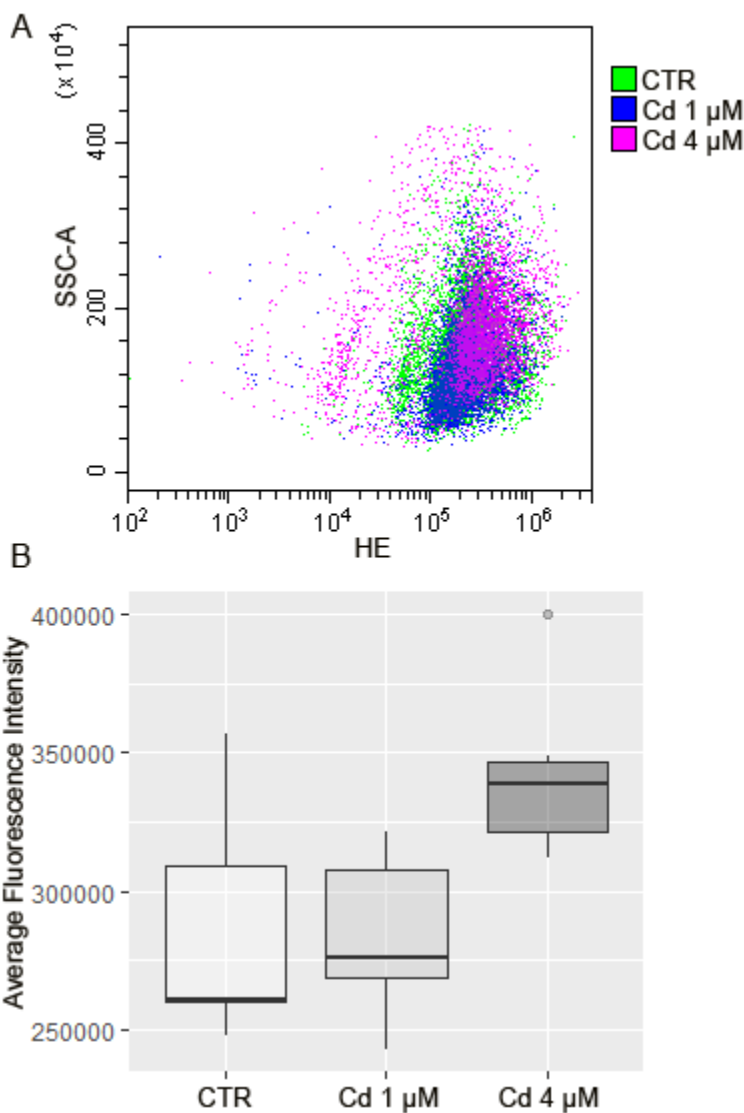 A
(x10⁴)
CTR
Cd 1 µM
Cd 4 µM
400
200
0
SSC-A
10² 10³ 10⁴ 10⁵ 10⁶
HE
B
400000
350000
300000
250000
Average Fluorescence Intensity
CTR Cd 1 µM Cd 4 µM